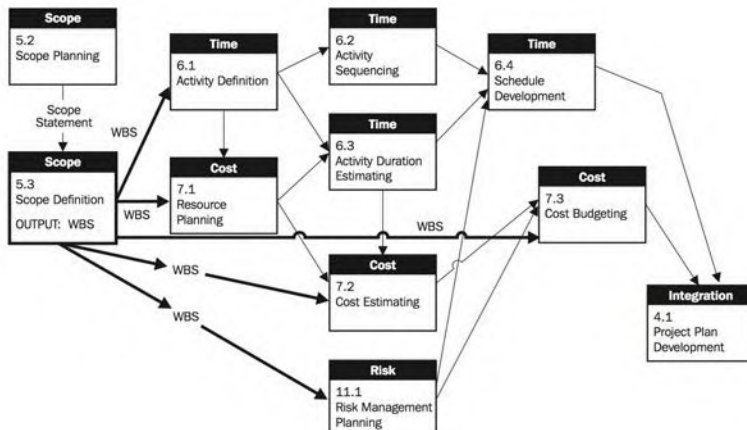 Scope
5.2
Scope Planning
Scope
Statement
Scope
5.3
Scope Definition
OUTPUT: WBS
WBS
WBS
WBS
WBS
WBS
Time
6.1
Activity Definition
Cost
7.1
Resource
Planning
Time
6.2
Activity
Sequencing
Time
6.3
Activity Duration
Estimating
Cost
7.2
Cost Estimating
Risk
11.1
Risk Management
Planning
Time
6.4
Schedule
Development
Cost
7.3
Cost Budgeting
Integration
4.1
Project Plan
Development